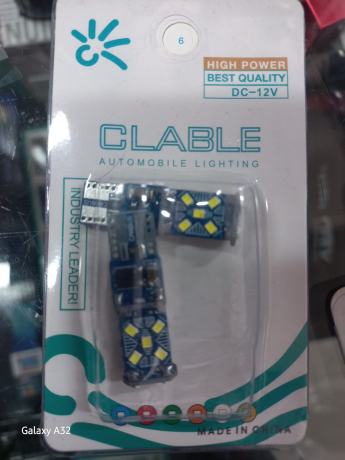 6
HIGH POWER
BEST QUALITY
DC-12V
CLABLE
AUTOMOBILE LIGHTING
INDUSTRY LEADER!
MADE IN CHINA
Galaxy A32